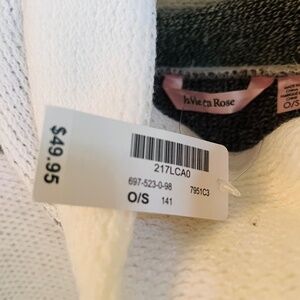 la Vie en Rose
O/S
$49.95
217LCA0
697-523-0-98 7951C3
O/S 141